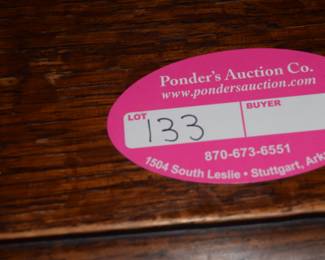 Ponder's Auction Co.
www.pondersauction.com
LOT BUYER
133
870-673-6551
1504 South Leslie • Stuttgart, Ark